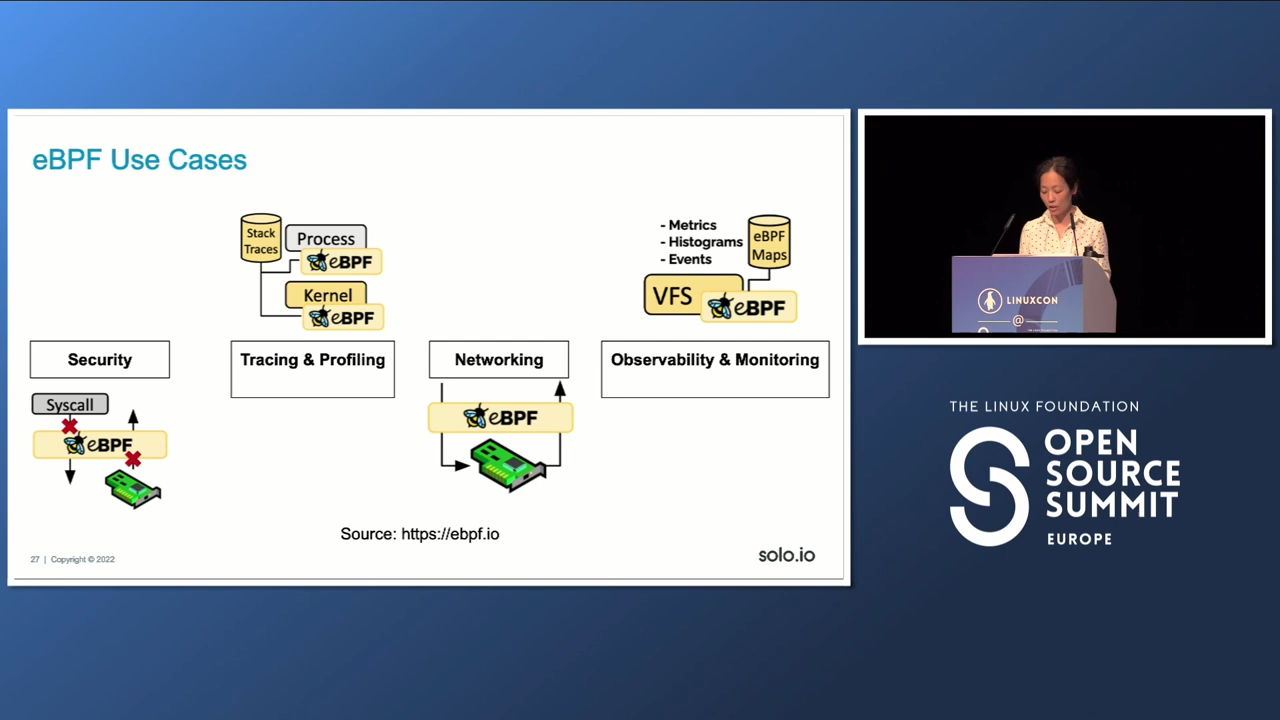 eBPF Use Cases
Stack
Traces
Process
eBPF
Kernel
eBPF
- Metrics
- Histograms
- Events
eBPF
Maps
VFS
eBPF
Security
Tracing & Profiling
Networking
Observability & Monitoring
Syscall
eBPF
eBPF
Source: https://ebpf.io
27 | Copyright © 2022
solo.io
LINUXCON
@
THE LINUX FOUNDATION
OPEN
SOURCE
SUMMIT
EUROPE